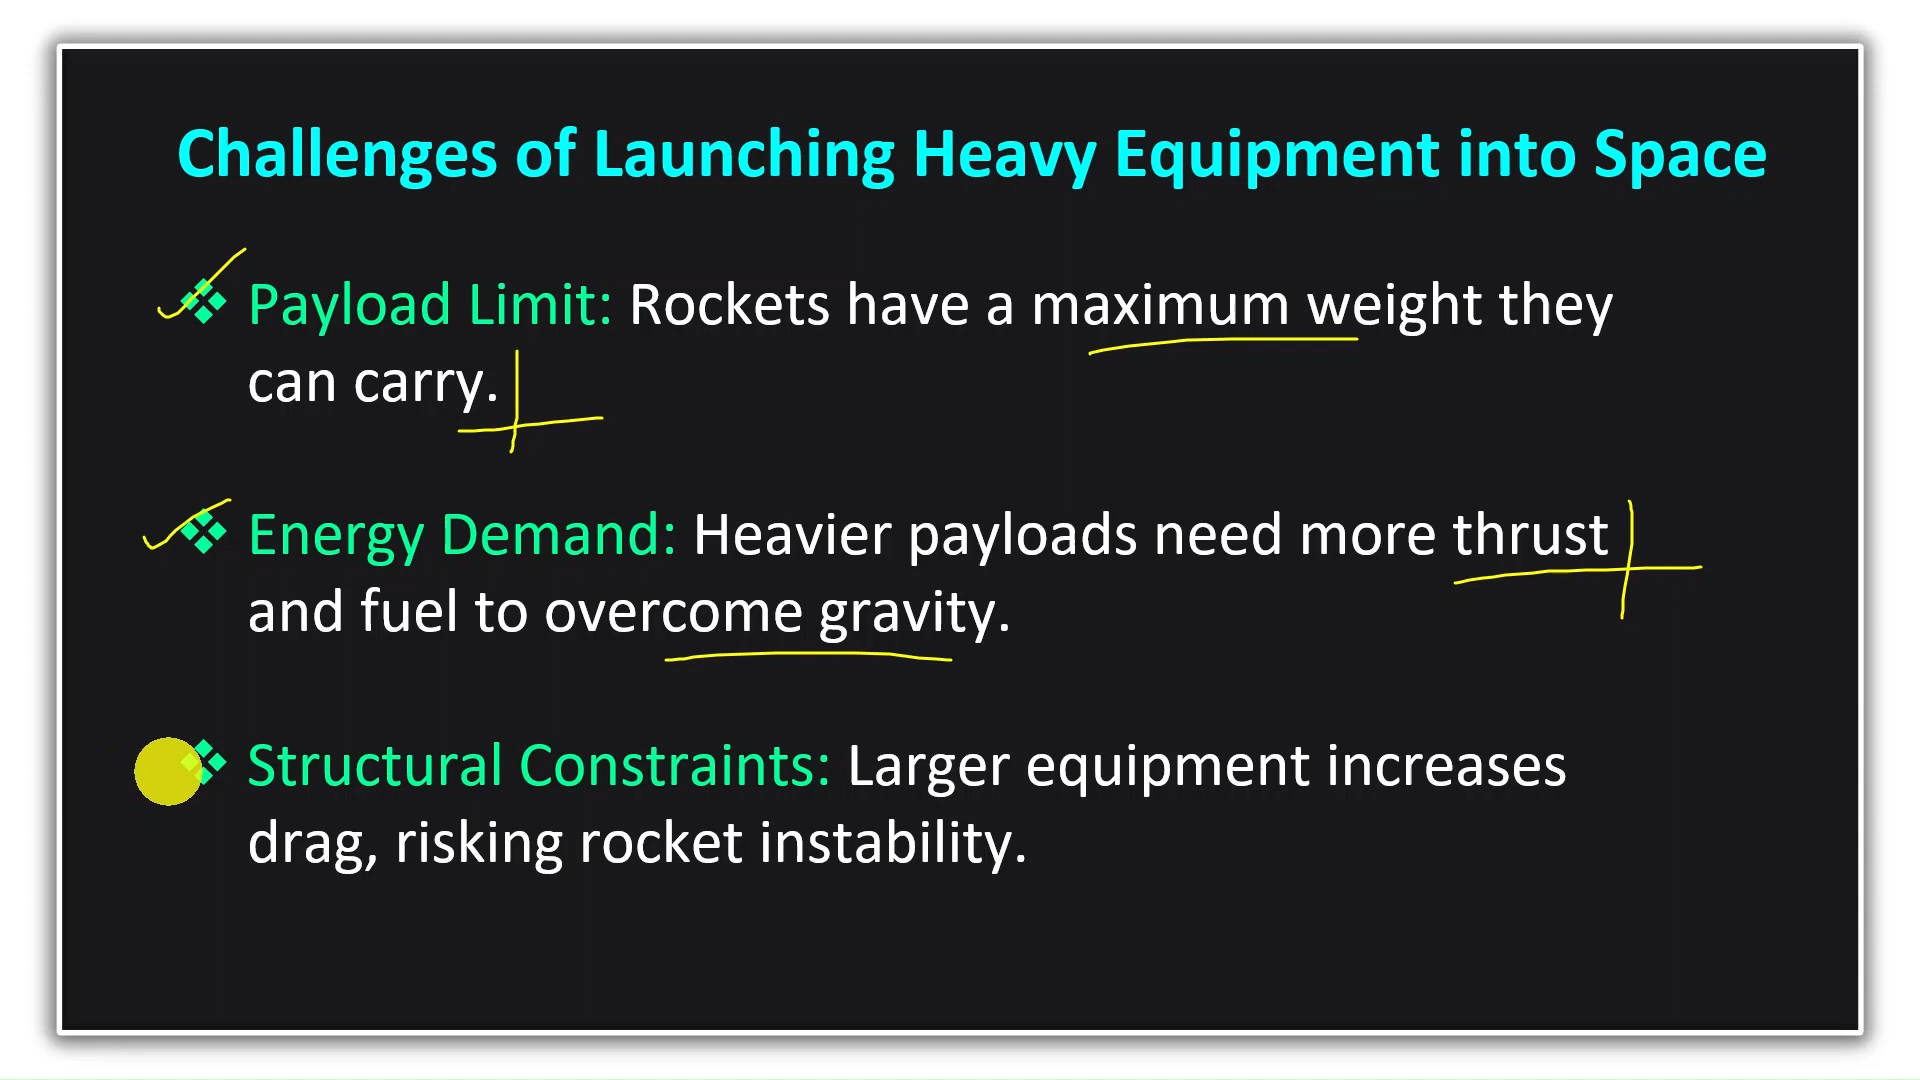 Challenges of Launching Heavy Equipment into Space
Payload Limit: Rockets have a maximum weight they
can carry.
Energy Demand: Heavier payloads need more thrust
and fuel to overcome gravity.
Structural Constraints: Larger equipment increases
drag, risking rocket instability.